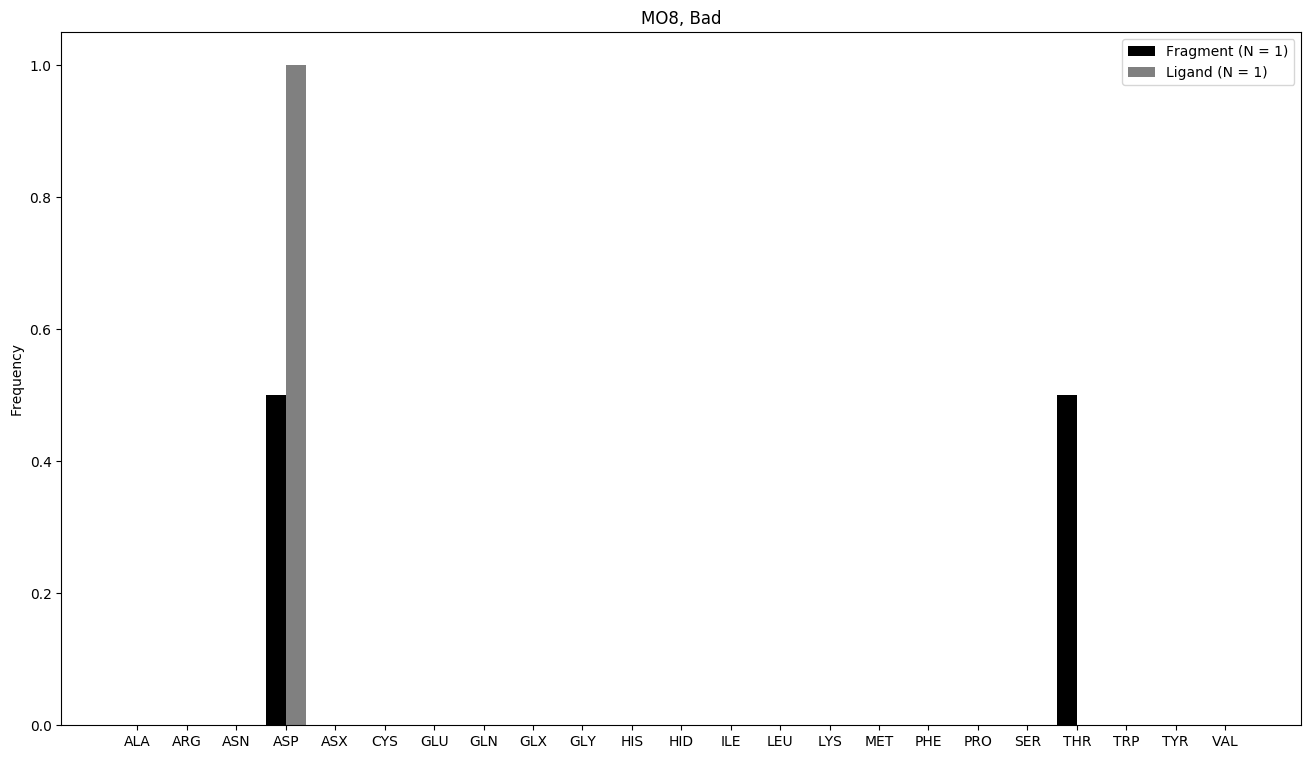 MO8, Bad
Fragment (N = 1)
Ligand (N = 1)
Frequency
1.0
0.8
0.6
0.4
0.2
0.0
ALA ARG ASN ASP ASX CYS GLU GLN GLX GLY HIS HID ILE LEU LYS MET PHE PRO SER THR TRP TYR VAL